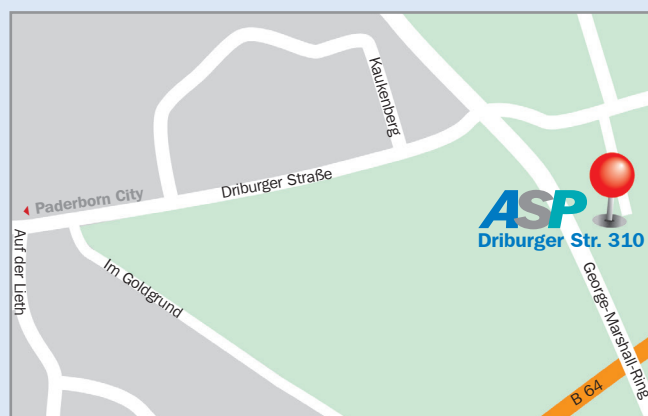 Kaukenberg
Driburger Straße
Paderborn City
ASP
Driburger Str. 310
Auf der Lieth
Im Goldgrund
George-Marshall-Ring
B 64